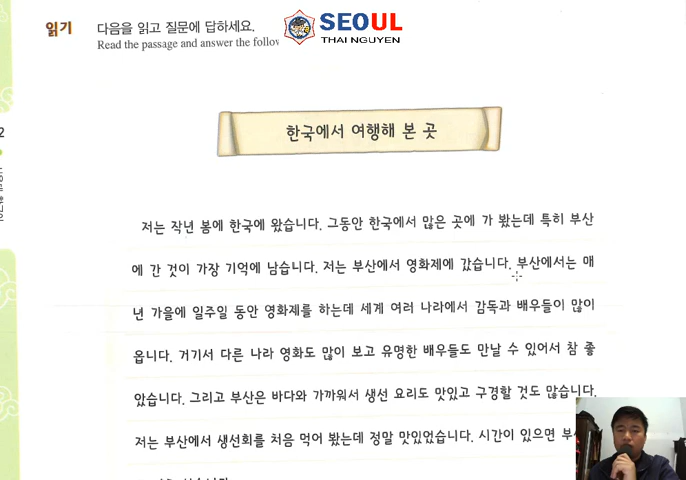 읽기 다음을 읽고 질문에 답하세요.
Read the passage and answer the
SEOUL
THAI NGUYEN
한국에서 여행해 본 곳
저는 작년 봄에 한국에 왔습니다. 그동안 한국에서 많은 곳에 가 봤는데 특히 부산
에 간 것이 가장 기억에 남습니다. 저는 부산에서 영화제에 갔습니다. 부산에서는 매
년 가을에 일주일 동안 영화제를 하는데 세계 여러 나라에서 감독과 배우들이 많이
옵니다. 거기서 다른 나라 영화도 많이 보고 유명한 배우들도 만날 수 있어서 참 좋
았습니다. 그리고 부산은 바다와 가까워서 생선 요리도 맛있고 구경할 것도 많습니다.
저는 부산에서 생선회를 처음 먹어 봤는데 정말 맛있었습니다. 시간이 있으면
2